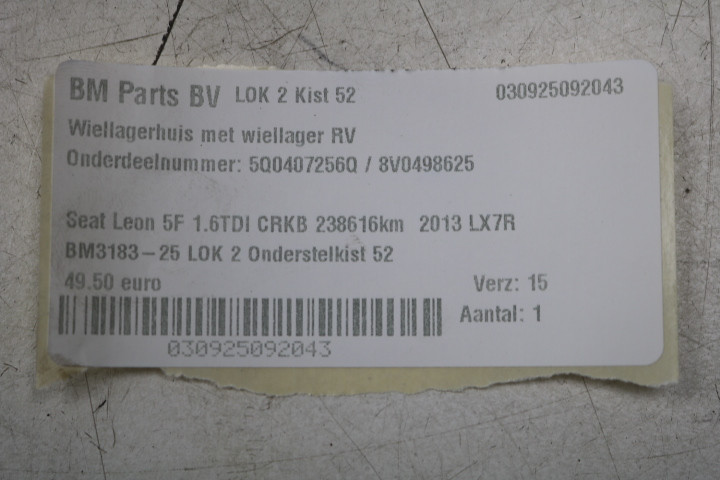 BM Parts BV LOK 2 Kist 52 030925092043
Wiellagerhuis met wiellager RV
Onderdeelnummer: 5Q0407256Q / 8V0498625
Seat Leon 5F 1.6TDI CRKB 238616km 2013 LX7R
BM3183-25 LOK 2 Onderstelkist 52
49.50 euro Verz: 15
Aantal: 1
030925092043